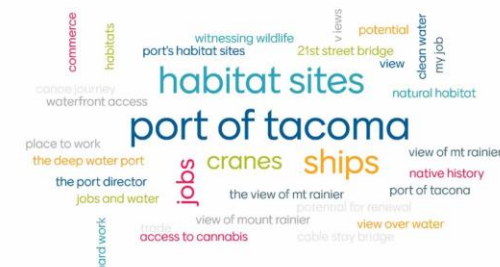 commerce
habitats
witnessing wildlife
port's habitat sites
views
21st street bridge
potential
view
clean water
my job
canoe journey
waterfront access
habitat sites
natural habitat
port of tacoma
place to work
the deep water port
the port director
jobs and water
jobs
cranes
ships
view of mt rainier
native history
port of tacona
the view of mt rainier
potential for renewal
view of mount rainier
trade
access to cannabis
cable stay bridge
view over water
ard work